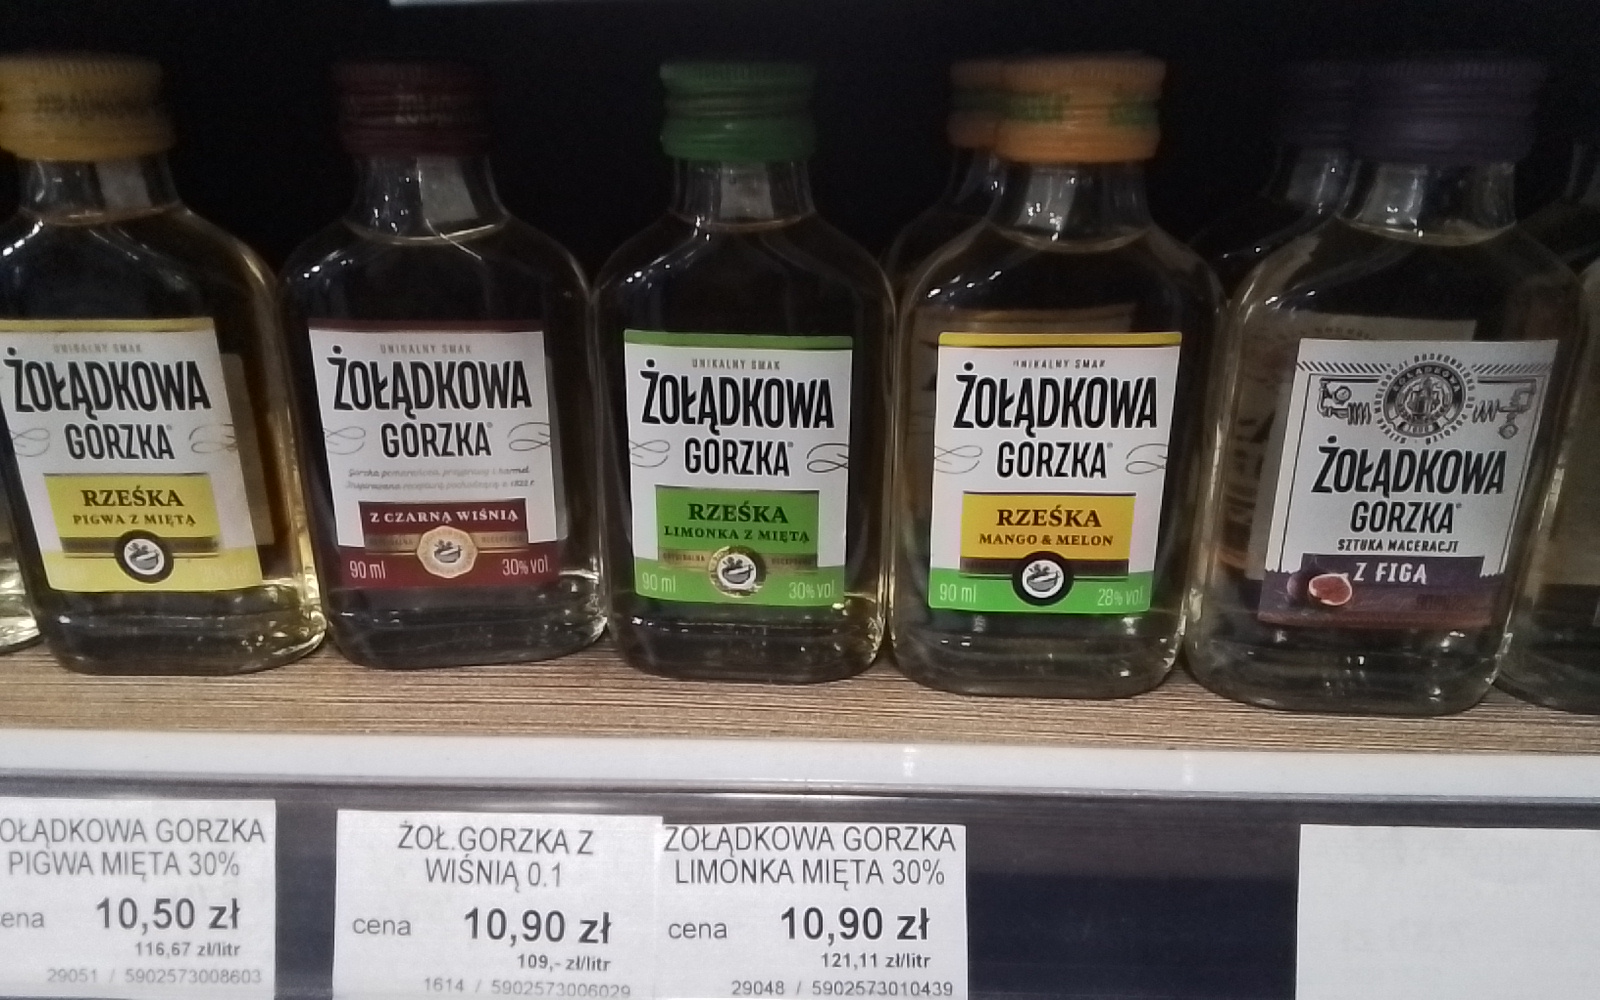 UNIKALNY SMAK
ŻOŁĄDKOWA
GORZKA
RZEŚKA
PIGWA Z MIĘTĄ
UNIKALNY SMAK
ŻOŁĄDKOWA
GORZKA
Z CZARNĄ WIŚNIĄ
90 ml
30% vol.
UNIKALNY SMAK
ŻOŁĄDKOWA
GORZKA
RZEŚKA
LIMONKA Z MIĘTĄ
90 ml
30% vol.
UNIKALNY SMAK
ŻOŁĄDKOWA
GORZKA
RZEŚKA
MANGO & MELON
90 ml
28% vol.
ŻOŁĄDKOWA
GORZKA
SZTUKA MACERACJI
Z FIGĄ
OŁĄDKOWA GORZKA
PIGWA MIĘTA 30%
ena 10,50 zł
116,67 zł/litr
29051 / 5902573008603
ŻOŁ.GORZKA Z
WIŚNIĄ 0.1
cena 10,90 zł
109,- zł/litr
1614 / 5902573006029
ŻOŁĄDKOWA GORZKA
LIMONKA MIĘTA 30%
cena 10,90 zł
121,11 zł/litr
29048 / 5902573010439